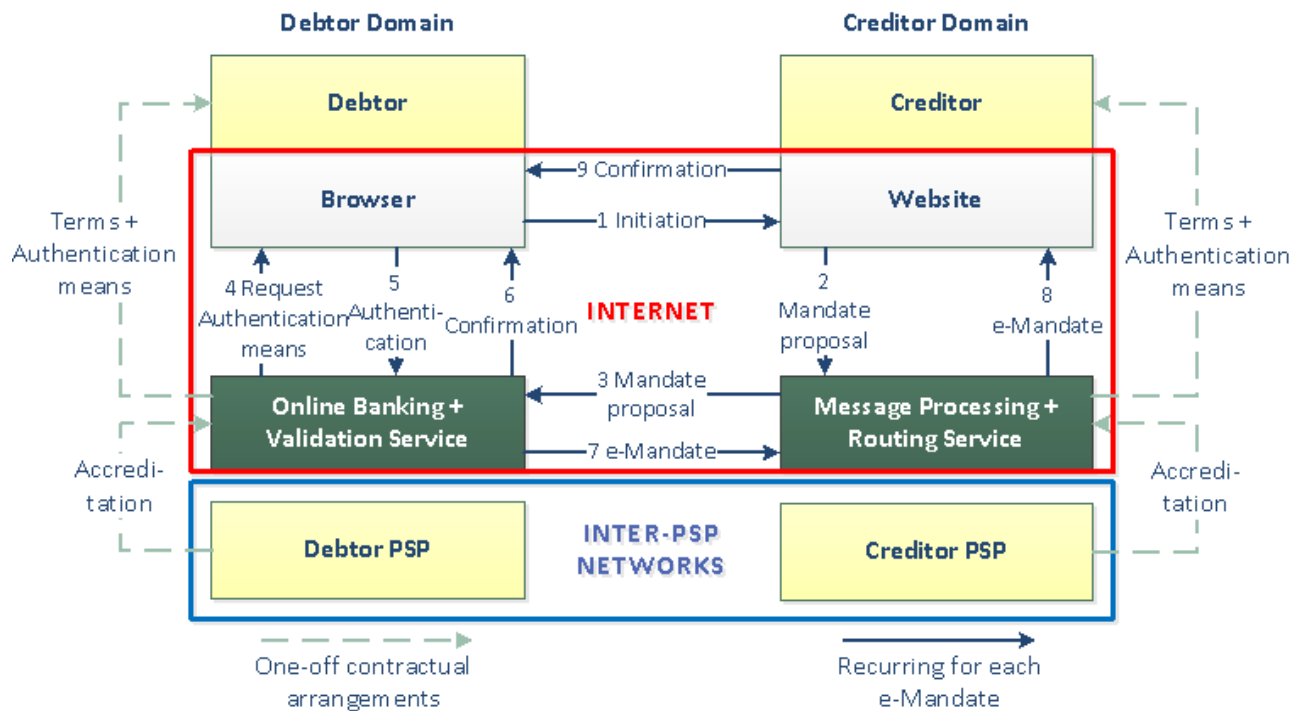 Debtor Domain
Creditor Domain
Debtor
Creditor
9 Confirmation
Browser
Website
1 Initiation
Terms +
Authentication
means
Terms +
Authentication
means
4 Request
Authentication
means
5
Authenti-
cation
6
Confirmation
INTERNET
2
Mandate
proposal
8
e-Mandate
3 Mandate
proposal
Online Banking +
Validation Service
Message Processing +
Routing Service
7 e-Mandate
Accredi-
tation
Accredi-
tation
Debtor PSP
INTER-PSP
NETWORKS
Creditor PSP
One-off contractual
arrangements
Recurring for each
e-Mandate